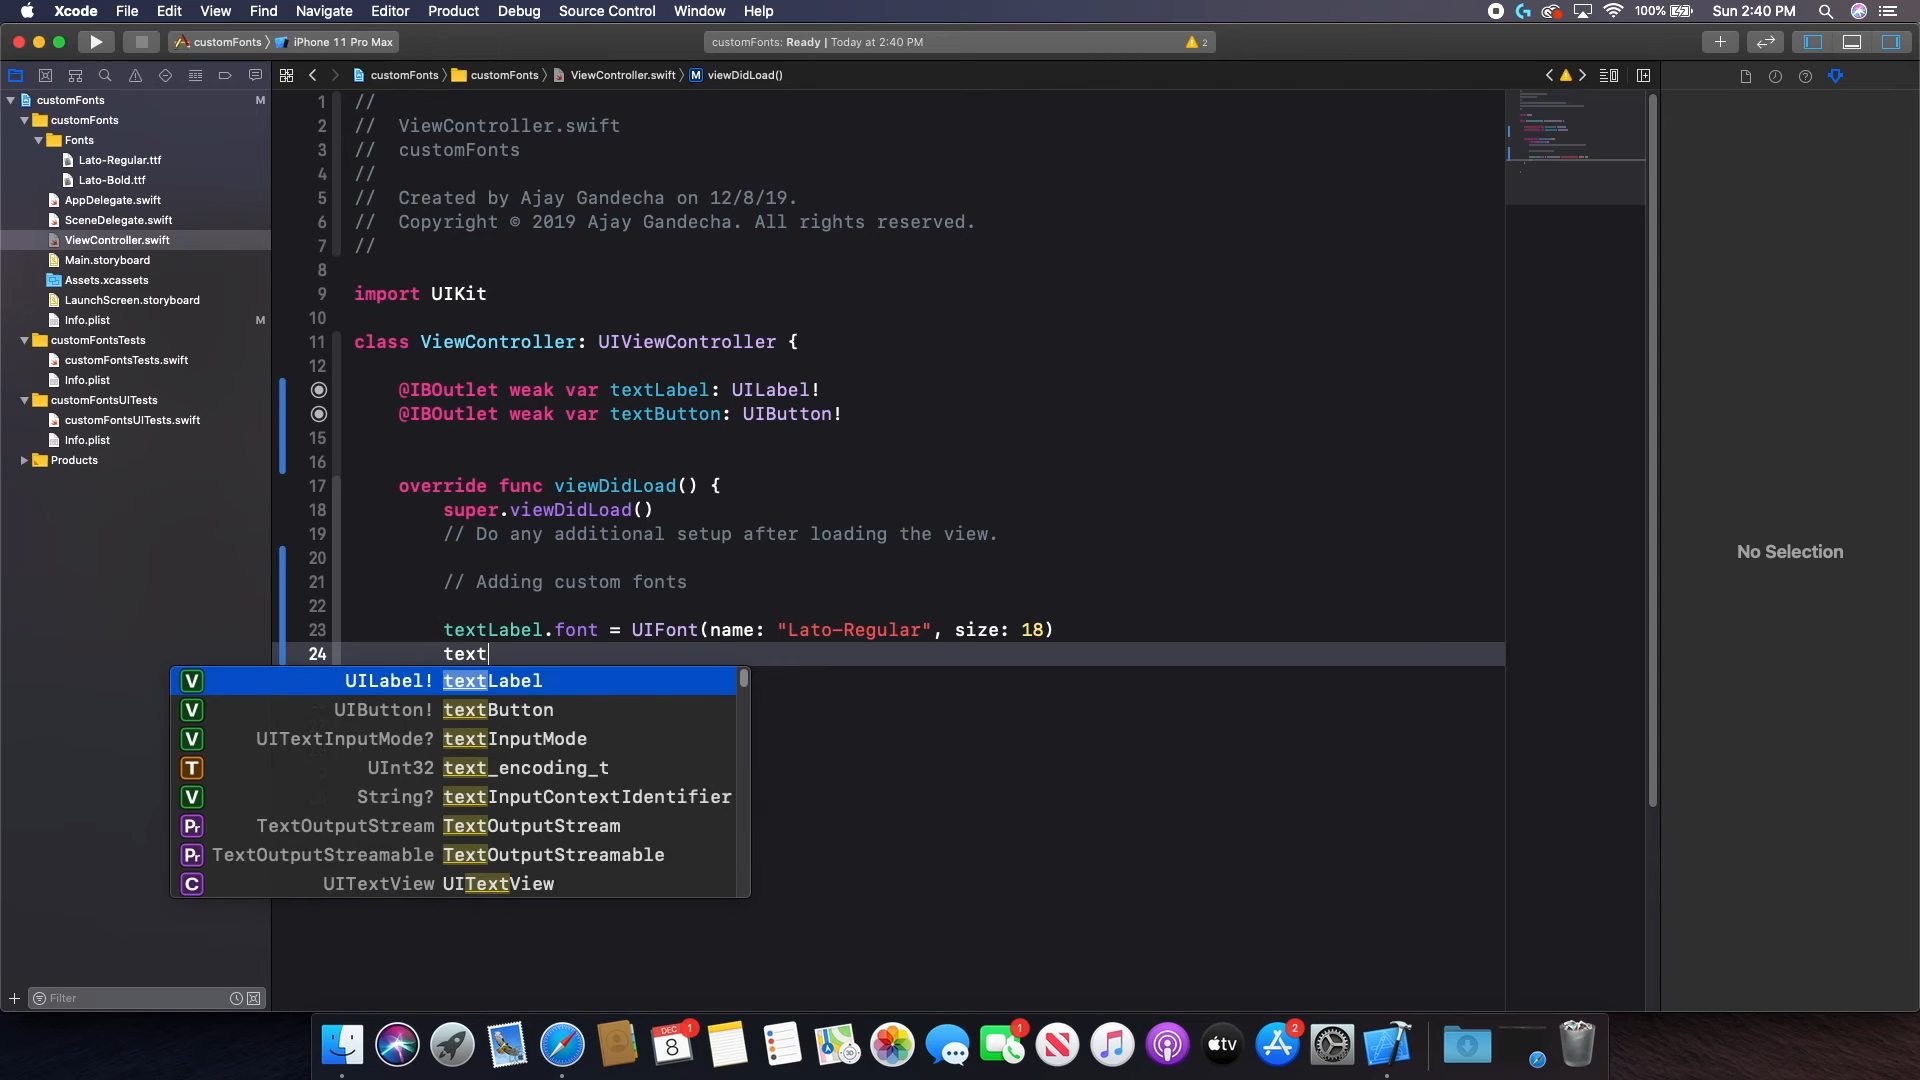 Xcode File Edit View Find Navigate Editor Product Debug Source Control Window Help 100% Sun 2:40 PM
customFonts iPhone 11 Pro Max customFonts: Ready | Today at 2:40 PM 2
customFonts customFonts ViewController.swift M viewDidLoad()
customFonts M
customFonts
Fonts
Lato-Regular.ttf
Lato-Bold.ttf
AppDelegate.swift
SceneDelegate.swift
ViewController.swift
Main.storyboard
Assets.xcassets
LaunchScreen.storyboard
Info.plist M
customFontsTests
customFontsTests.swift
Info.plist
customFontsUITests
customFontsUITests.swift
Info.plist
Products
Filter
1 //
2 // ViewController.swift
3 // customFonts
4 //
5 // Created by Ajay Gandecha on 12/8/19.
6 // Copyright © 2019 Ajay Gandecha. All rights reserved.
7 //
8
9 import UIKit
10
11 class ViewController: UIViewController {
12
@IBOutlet weak var textLabel: UILabel!
@IBOutlet weak var textButton: UIButton!
15
16
17 override func viewDidLoad() {
18 super.viewDidLoad()
19 // Do any additional setup after loading the view.
20
21 // Adding custom fonts
22
23 textLabel.font = UIFont(name: "Lato-Regular", size: 18)
24 text
V UILabel! textLabel
V UIButton! textButton
V UITextInputMode? textInputMode
T UInt32 text_encoding_t
V String? textInputContextIdentifier
Pr TextOutputStream TextOutputStream
Pr TextOutputStreamable TextOutputStreamable
C UITextView UITextView
No Selection
DEC 8 1
3D
1
tv
2